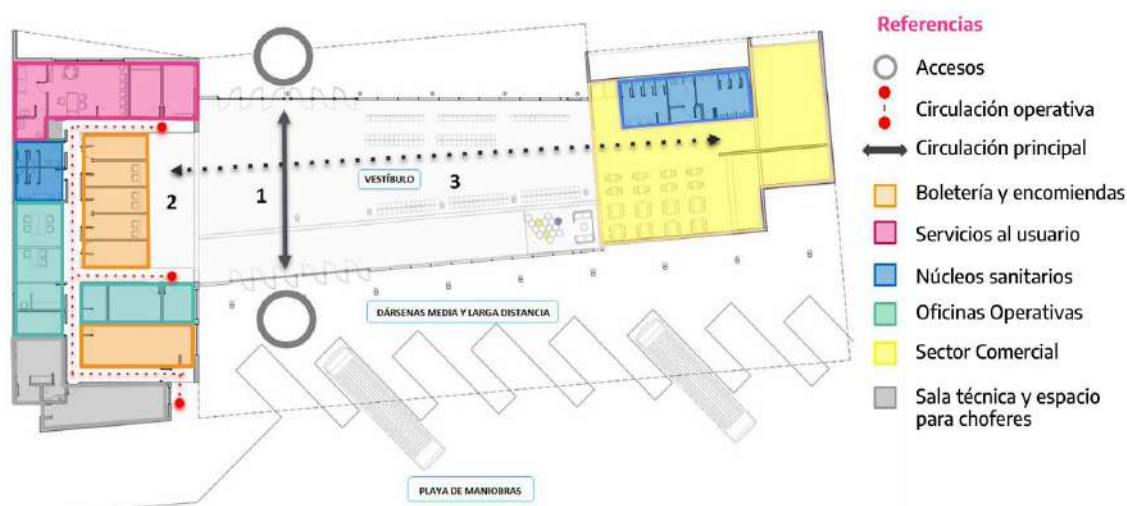 Referencias
Accesos
Circulación operativa
Circulación principal
Boletería y encomiendas
Servicios al usuario
Núcleos sanitarios
Oficinas Operativas
Sector Comercial
Sala técnica y espacio
para choferes
2
1
3
VESTÍBULO
DÁRSENAS MEDIA Y LARGA DISTANCIA
PLAYA DE MANIOBRAS